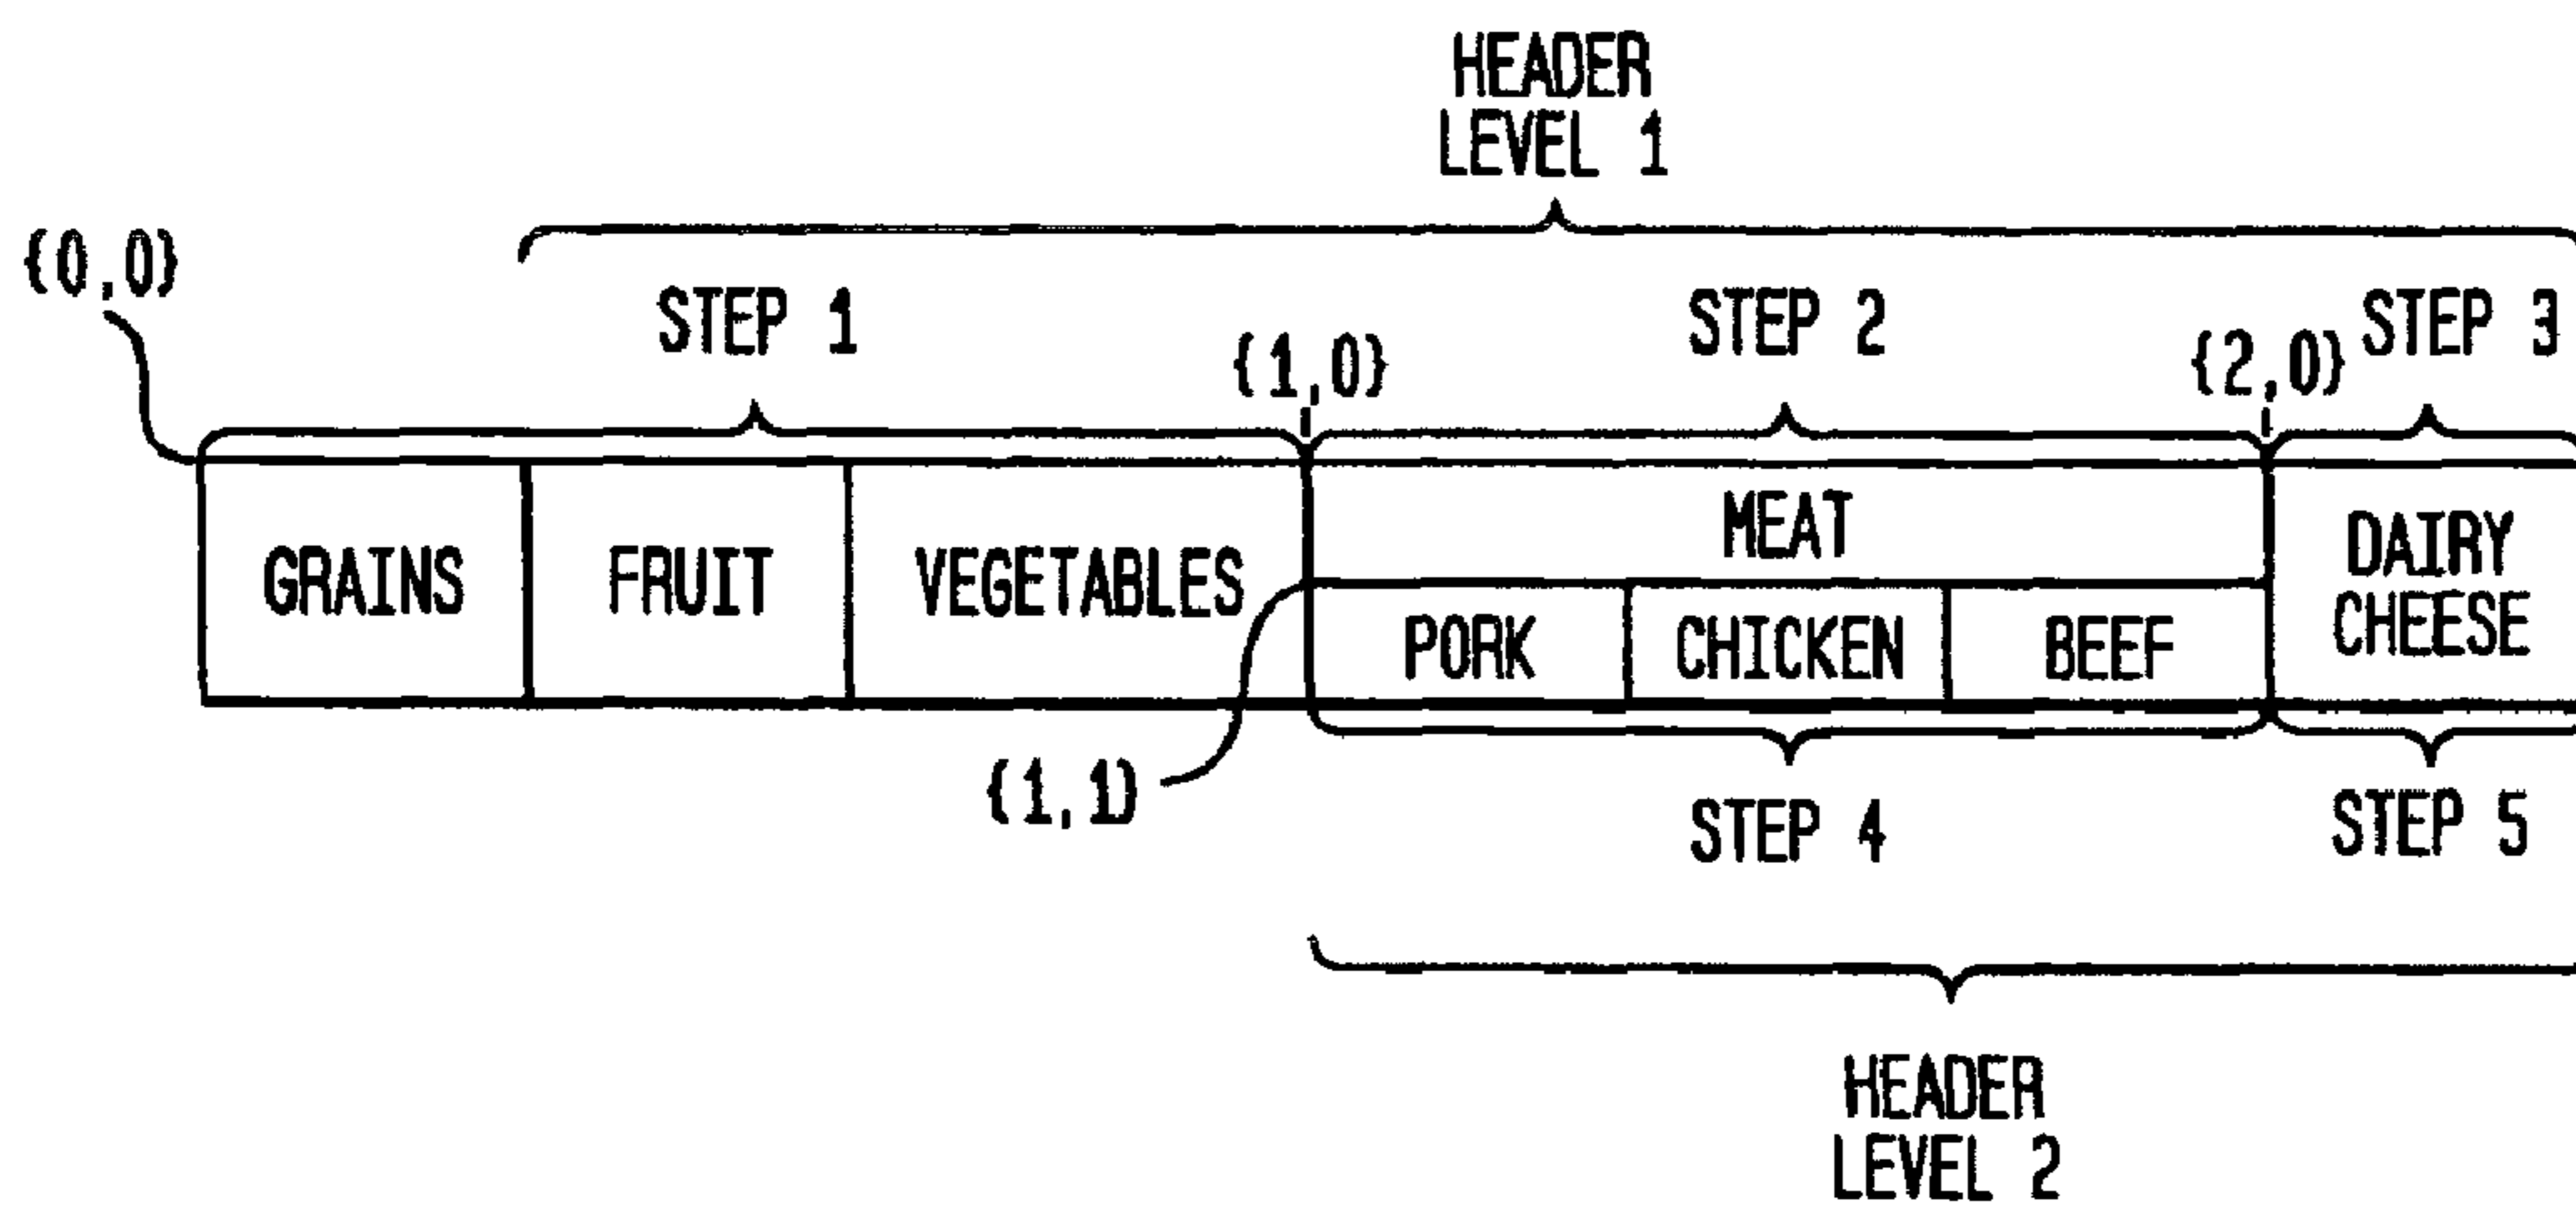 HEADER
LEVEL 1
{0,0}
STEP 1
{1,0}
STEP 2
{2,0}
STEP 3
GRAINS
FRUIT
VEGETABLES
MEAT
PORK
CHICKEN
BEEF
DAIRY
CHEESE
{1,1}
STEP 4
STEP 5
HEADER
LEVEL 2